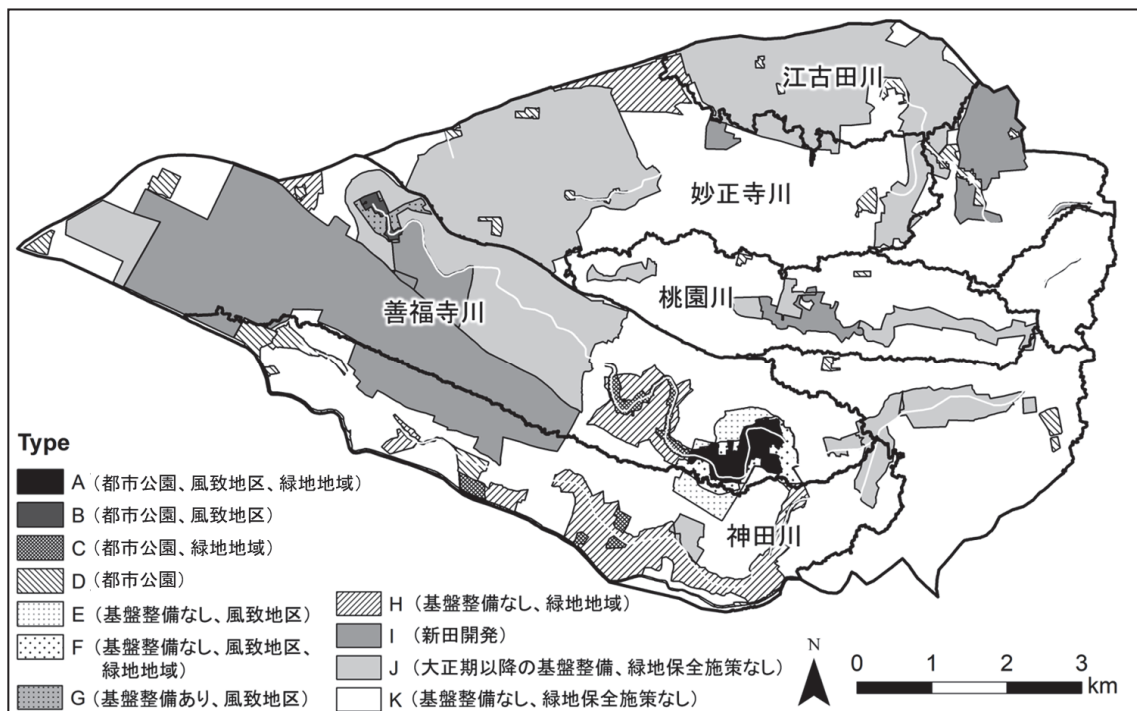 江古田川
妙正寺川
桃園川
善福寺川
神田川
Type
A（都市公園、風致地区、緑地地域）
B（都市公園、風致地区）
C（都市公園、緑地地域）
D（都市公園）
E（基盤整備なし、風致地区）
F（基盤整備なし、風致地区、
緑地地域）
G（基盤整備あり、風致地区）
H（基盤整備なし、緑地地域）
I（新田開発）
J（大正期以降の基盤整備、緑地保全施策なし）
K（基盤整備なし、緑地保全施策なし）
N
0 1 2 3
km